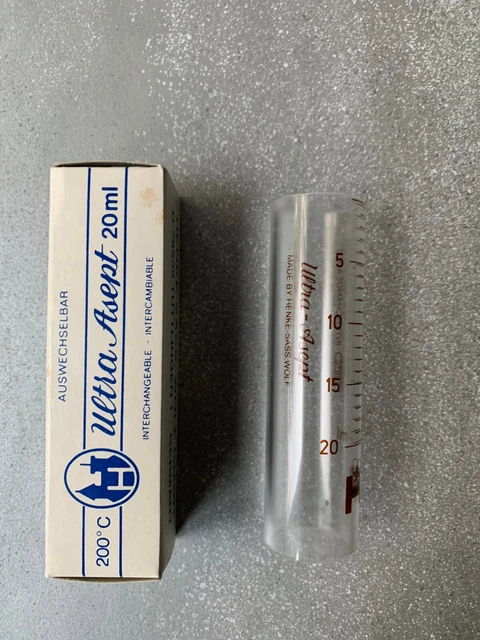 AUSWECHSELBAR
200°C Ultra Asept 20ml
INTERCHANGEABLE - INTERCAMBIABLE
H
5
10
15
20
Ultra-Asept
MADE BY HENKE-SASS WOLF